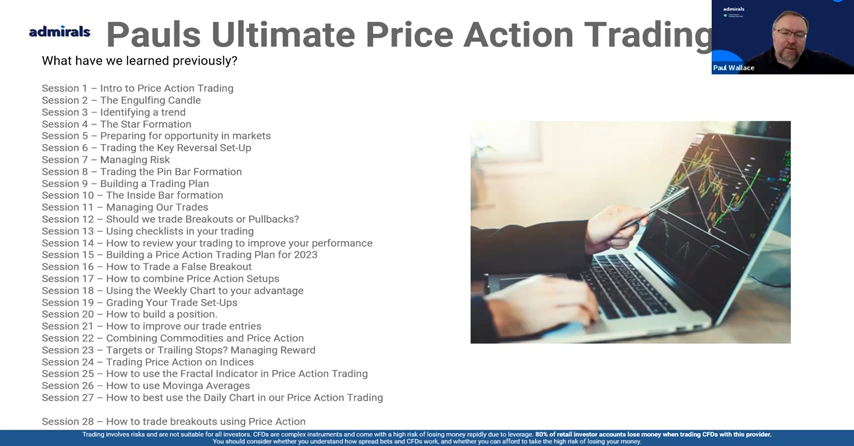 admirals
Pauls Ultimate Price Action Trading
admirals
Paul Wallace
What have we learned previously?
Session 1 – Intro to Price Action Trading
Session 2 – The Engulfing Candle
Session 3 – Identifying a trend
Session 4 – The Star Formation
Session 5 – Preparing for opportunity in markets
Session 6 – Trading the Key Reversal Set-Up
Session 7 – Managing Risk
Session 8 – Trading the Pin Bar Formation
Session 9 – Building a Trading Plan
Session 10 – The Inside Bar formation
Session 11 – Managing Our Trades
Session 12 – Should we trade Breakouts or Pullbacks?
Session 13 – Using checklists in your trading
Session 14 – How to review your trading to improve your performance
Session 15 – Building a Price Action Trading Plan for 2023
Session 16 – How to Trade a False Breakout
Session 17 – How to combine Price Action Setups
Session 18 – Using the Weekly Chart to your advantage
Session 19 – Grading Your Trade Set-Ups
Session 20 – How to build a position.
Session 21 – How to improve our trade entries
Session 22 – Combining Commodities and Price Action
Session 23 – Targets or Trailing Stops? Managing Reward
Session 24 – Trading Price Action on Indices
Session 25 – How to use the Fractal Indicator in Price Action Trading
Session 26 – How to use Movinga Averages
Session 27 – How to best use the Daily Chart in our Price Action Trading
Session 28 – How to trade breakouts using Price Action
Trading involves risks and are not suitable for all investors. CFDs are complex instruments and come with a high risk of losing money rapidly due to leverage. 80% of retail investor accounts lose money when trading CFDs with this provider.
You should consider whether you understand how spread bets and CFDs work, and whether you can afford to take the high risk of losing your money.